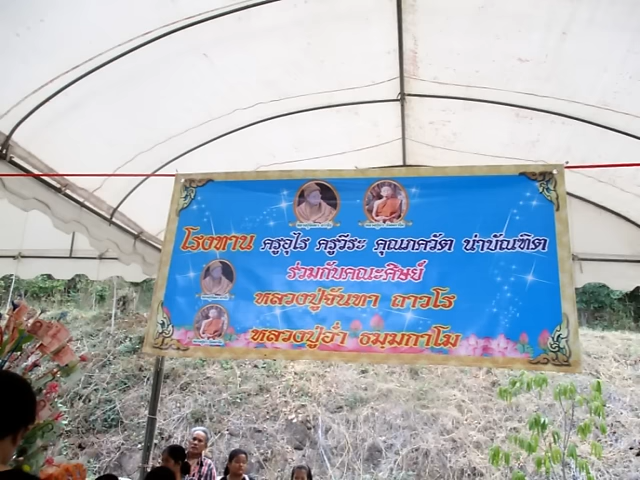 โรงทาน ครูอุไร ครูวีระ คุณภควัต นำบัณฑิต
ร่วมกับคณะศิษย์
หลวงปู่จันทา ถาวโร
หลวงปู่อ่ำ ธมฺมกาโม